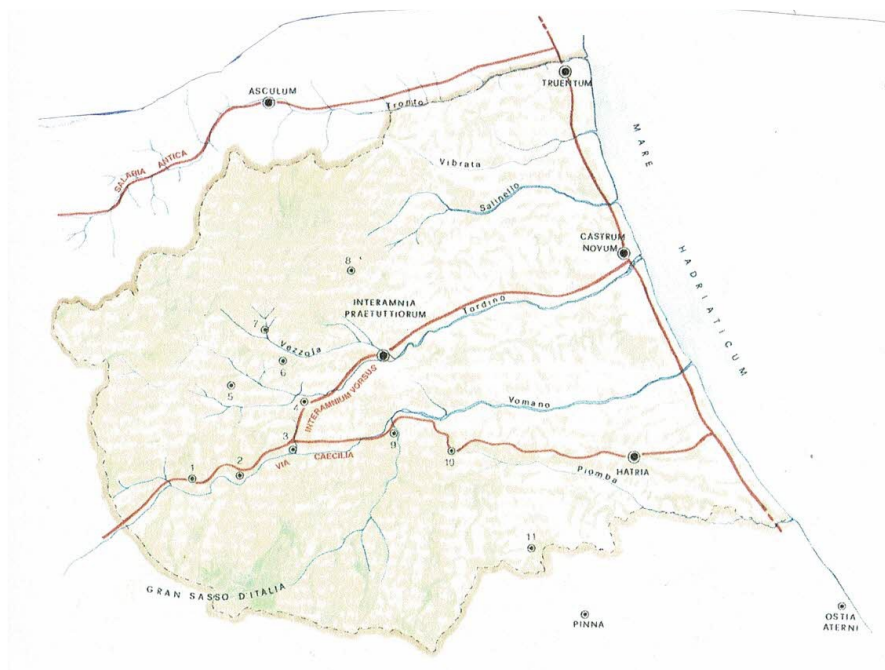 ASCULUM
TRUENTUM
Tronto
MARE
SALARIA ANTICA
Vibrata
Salinello
CASTRUM
NOVUM
HADRIATICUM
8
INTERAMNIA
PRAETUTTIORUM
Tordino
7
Vezzola
6
5
4
INTERAMNIUM VORSUS
Vomano
3
9
VIA CAECILIA
10
HATRIA
1
2
Piomba
11
GRAN SASSO D'ITALIA
PINNA
OSTIA
ATERNI